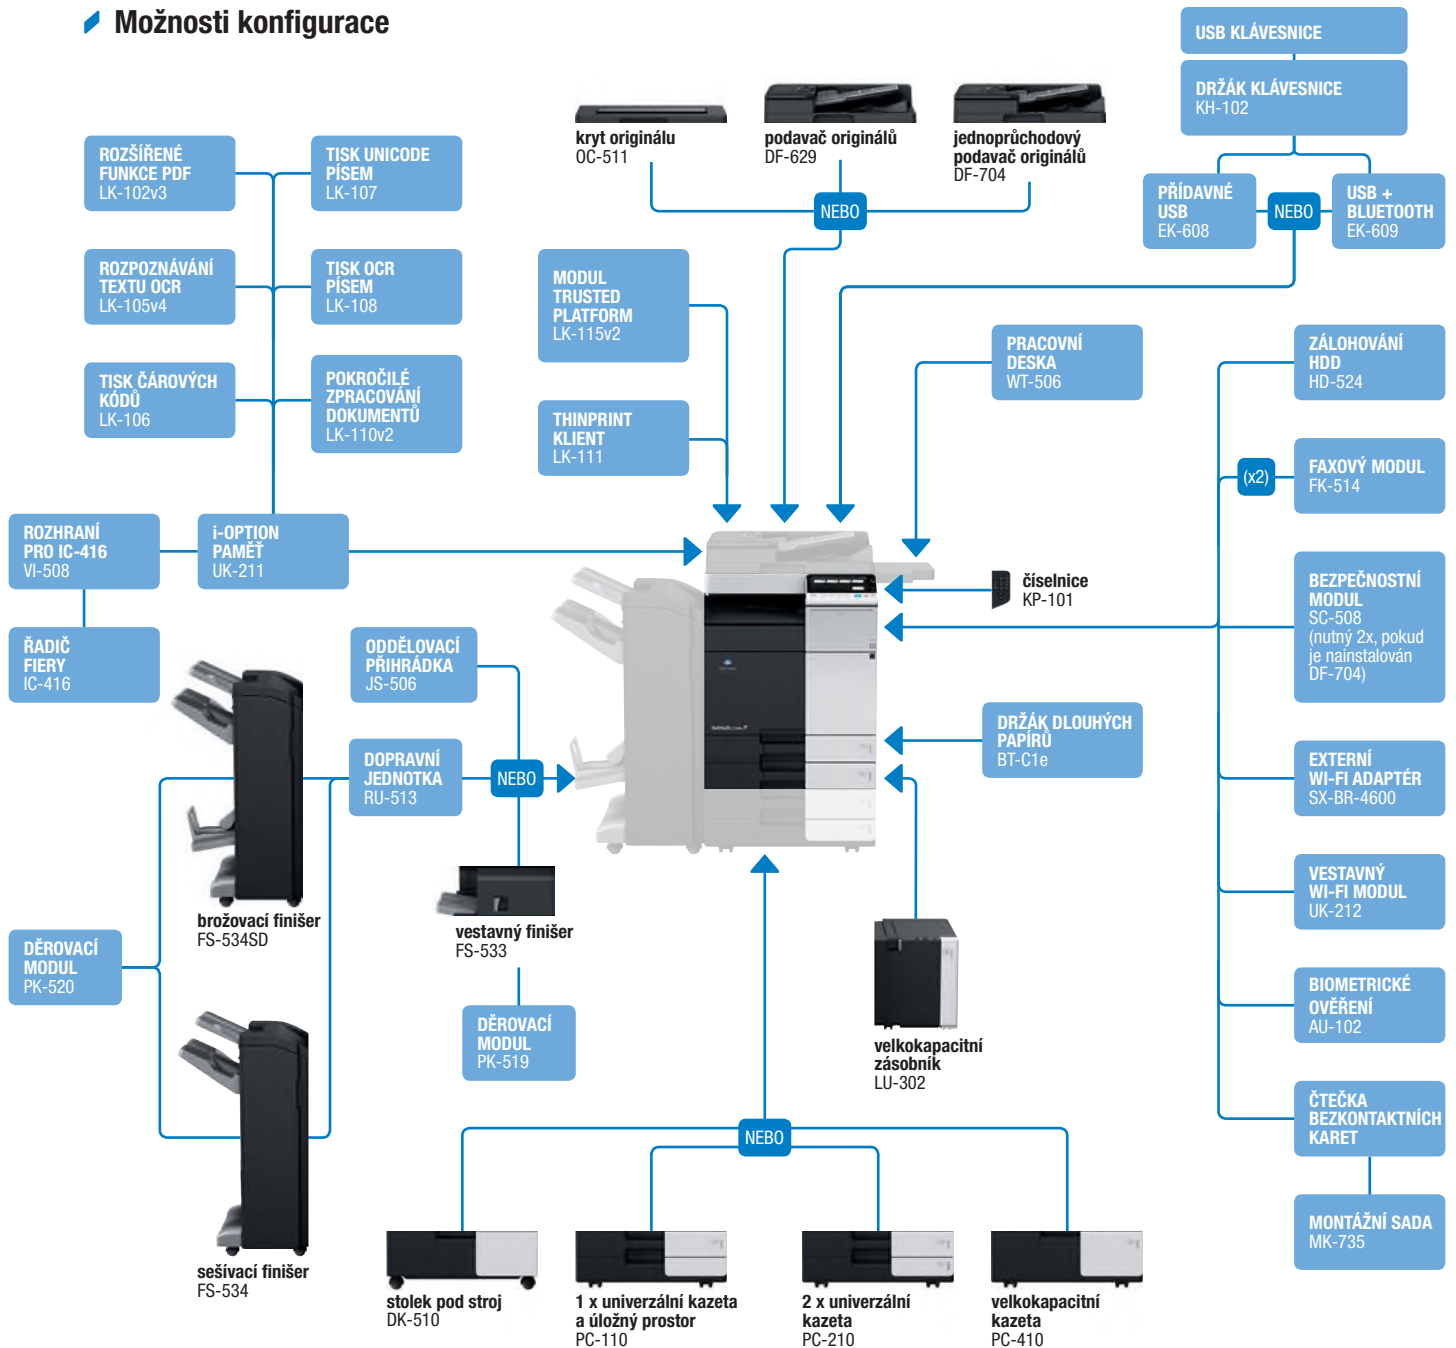 Možnosti konfigurace
USB KLÁVESNICE
DRŽÁK KLÁVESNICE
KH-102
PŘÍDAVNÉ
USB
EK-608
NEBO
USB +
BLUETOOTH
EK-609
kryt originálu
OC-511
podavač originálů
DF-629
jednoprůchodový
podavač originálů
DF-704
NEBO
ROZŠÍŘENÉ
FUNKCE PDF
LK-102v3
TISK UNICODE
PÍSEM
LK-107
ROZPOZNÁVÁNÍ
TEXTU OCR
LK-105v4
TISK OCR
PÍSEM
LK-108
TISK ČÁROVÝCH
KÓDŮ
LK-106
POKROČILÉ
ZPRACOVÁNÍ
DOKUMENTŮ
LK-110v2
MODUL
TRUSTED
PLATFORM
LK-115v2
THINPRINT
KLIENT
LK-111
PRACOVNÍ
DESKA
WT-506
ZÁLOHOVÁNÍ
HDD
HD-524
(x2)
FAXOVÝ MODUL
FK-514
ROZHRANÍ
PRO IC-416
VI-508
i-OPTION
PAMĚŤ
UK-211
ŘADIČ
FIERY
IC-416
číselnice
KP-101
BEZPEČNOSTNÍ
MODUL
SC-508
(nutný 2x, pokud
je nainstalován
DF-704)
ODDĚLOVACÍ
PŘIHRÁDKA
JS-506
DOPRAVNÍ
JEDNOTKA
RU-513
NEBO
DRŽÁK DLOUHÝCH
PAPÍRŮ
BT-C1e
EXTERNÍ
WI-FI ADAPTÉR
SX-BR-4600
VESTAVNÝ
WI-FI MODUL
UK-212
brožovací finišer
FS-534SD
vestavný finišer
FS-533
DĚROVACÍ
MODUL
PK-520
DĚROVACÍ
MODUL
PK-519
velkokapacitní
zásobník
LU-302
BIOMETRICKÉ
OVĚŘENÍ
AU-102
ČTEČKA
BEZKONTAKTNÍCH
KARET
MONTÁŽNÍ SADA
MK-735
NEBO
sešívací finišer
FS-534
stolek pod stroj
DK-510
1 x univerzální kazeta
a úložný prostor
PC-110
2 x univerzální
kazeta
PC-210
velkokapacitní
kazeta
PC-410